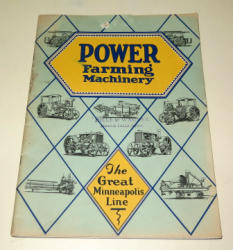 POWER
Farming
Machinery
The
Great
Minneapolis
Line